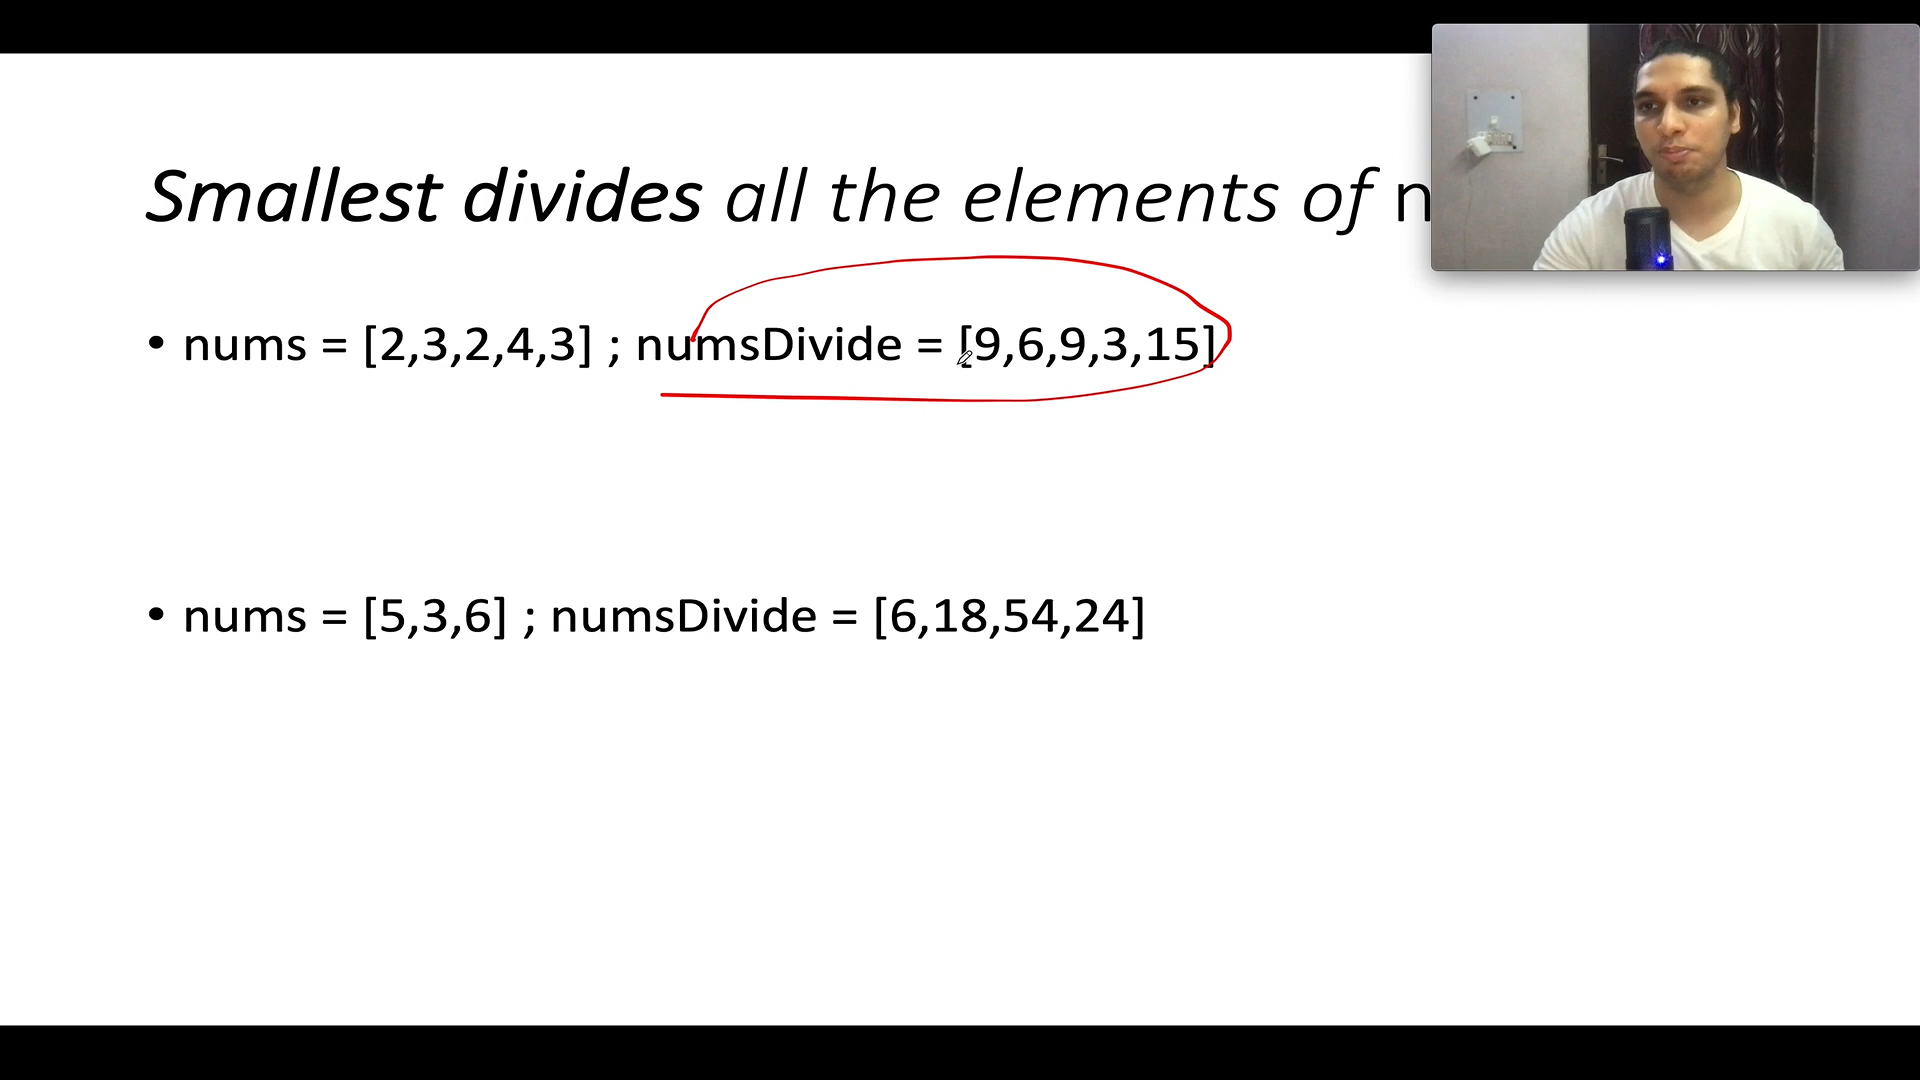 Smallest divides all the elements of n
• nums = [2,3,2,4,3] ; numsDivide = [9,6,9,3,15]
• nums = [5,3,6] ; numsDivide = [6,18,54,24]